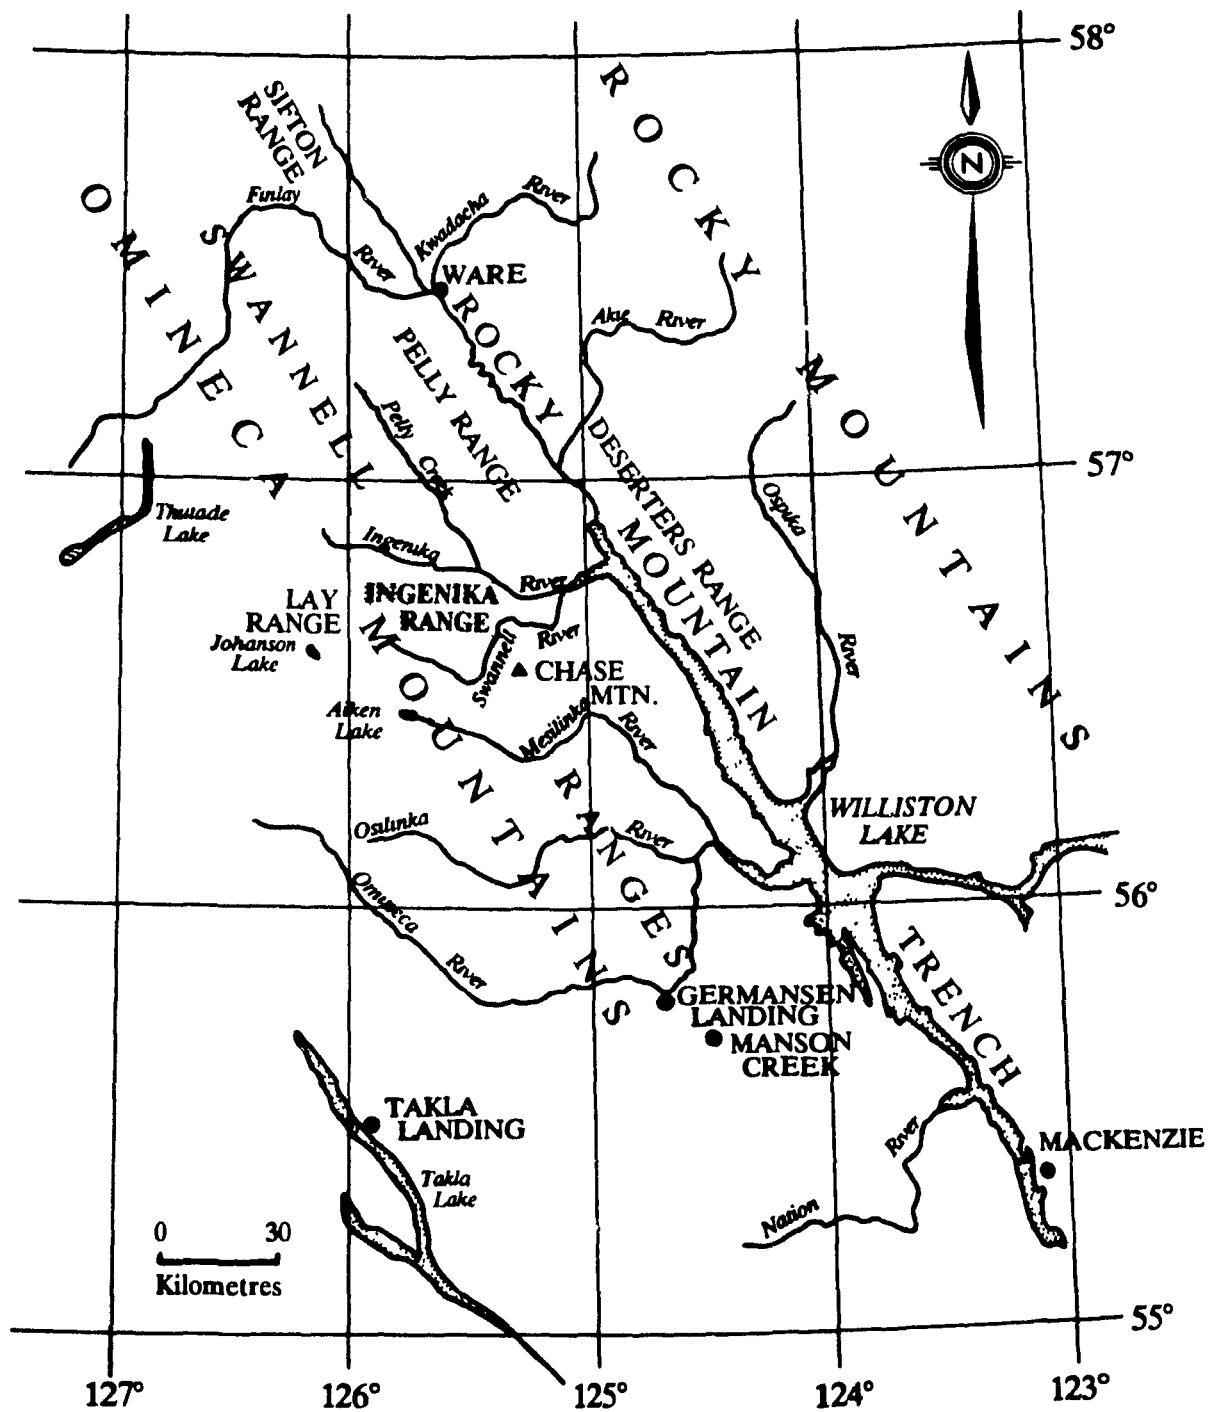 58°
ROCKY
SIFTON
RANGE
N
Finlay
River
Kwadacha
River
OMINECA
SWANNELL
WARE
ROCKY
Akie River
PELLY RANGE
MOUNTAINS
Pelly
Creek
DESERTERS RANGE
57°
Ospika
River
Thutade
Lake
Ingenika
River
MOUNTAIN
INGENIKA
RANGE
LAY
RANGE
Johanson
Lake
MOUNTAINS
Swannell
River
CHASE
MTN.
Aiken
Lake
Mesilinka
River
RANGES
WILLISTON
LAKE
Osilinka
River
56°
Omineca
River
TRENCH
GERMANSEN
LANDING
MANSON
CREEK
TAKLA
LANDING
MACKENZIE
River
Takla
Lake
Nation
0 30
Kilometres
55°
127° 126° 125° 124° 123°